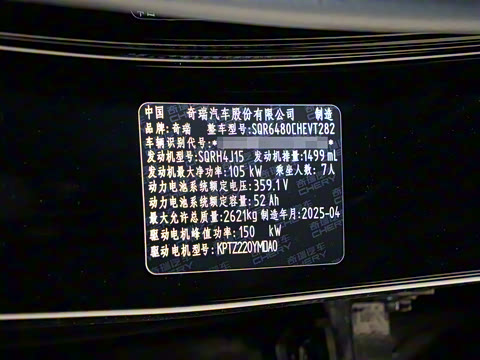 中国 奇瑞汽车股份有限公司 制造
品牌:奇瑞 整车型号:SQR6480CHEVT282
车辆识别代号:*
发动机型号:SQRH4J15 发动机排量:1499 mL
发动机最大净功率:105 kW 乘坐人数:7人
动力电池系统额定电压:359.1V
动力电池系统额定容量:52 Ah
最大允许总质量:2621kg 制造年月:2025-04
驱动电机峰值功率:150 kW
驱动电机型号:KPTZ220YMDA0